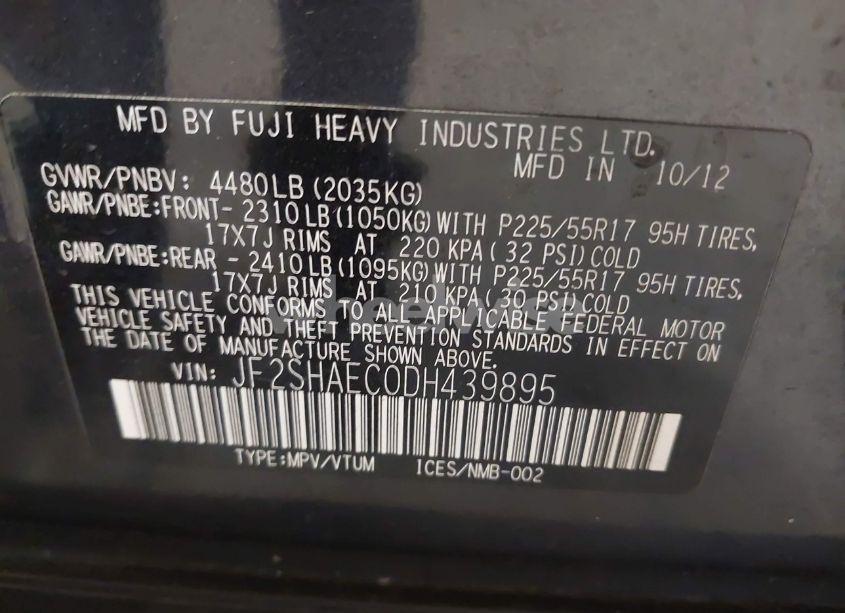 MFD BY FUJI HEAVY INDUSTRIES LTD.
MFD IN 10/12
GVWR/PNBV: 4480LB (2035KG)
GAWR/PNBE:FRONT- 2310 LB(1050KG)WITH P225/55R17 95H TIRES,
17X7J RIMS AT 220 KPA ( 32 PSI)COLD
GAWR/PNBE:REAR - 2410 LB(1095KG)WITH P225/55R17 95H TIRES,
17X7J RIMS AT 210 KPA ( 30 PSI)COLD
THIS VEHICLE CONFORMS TO ALL APPLICABLE FEDERAL MOTOR
VEHICLE SAFETY AND THEFT PREVENTION STANDARDS IN EFFECT ON
THE DATE OF MANUFACTURE SHOWN ABOVE.
VIN: JF2SHAEC0DH439895
TYPE:MPV/VTUM ICES/NMB-002